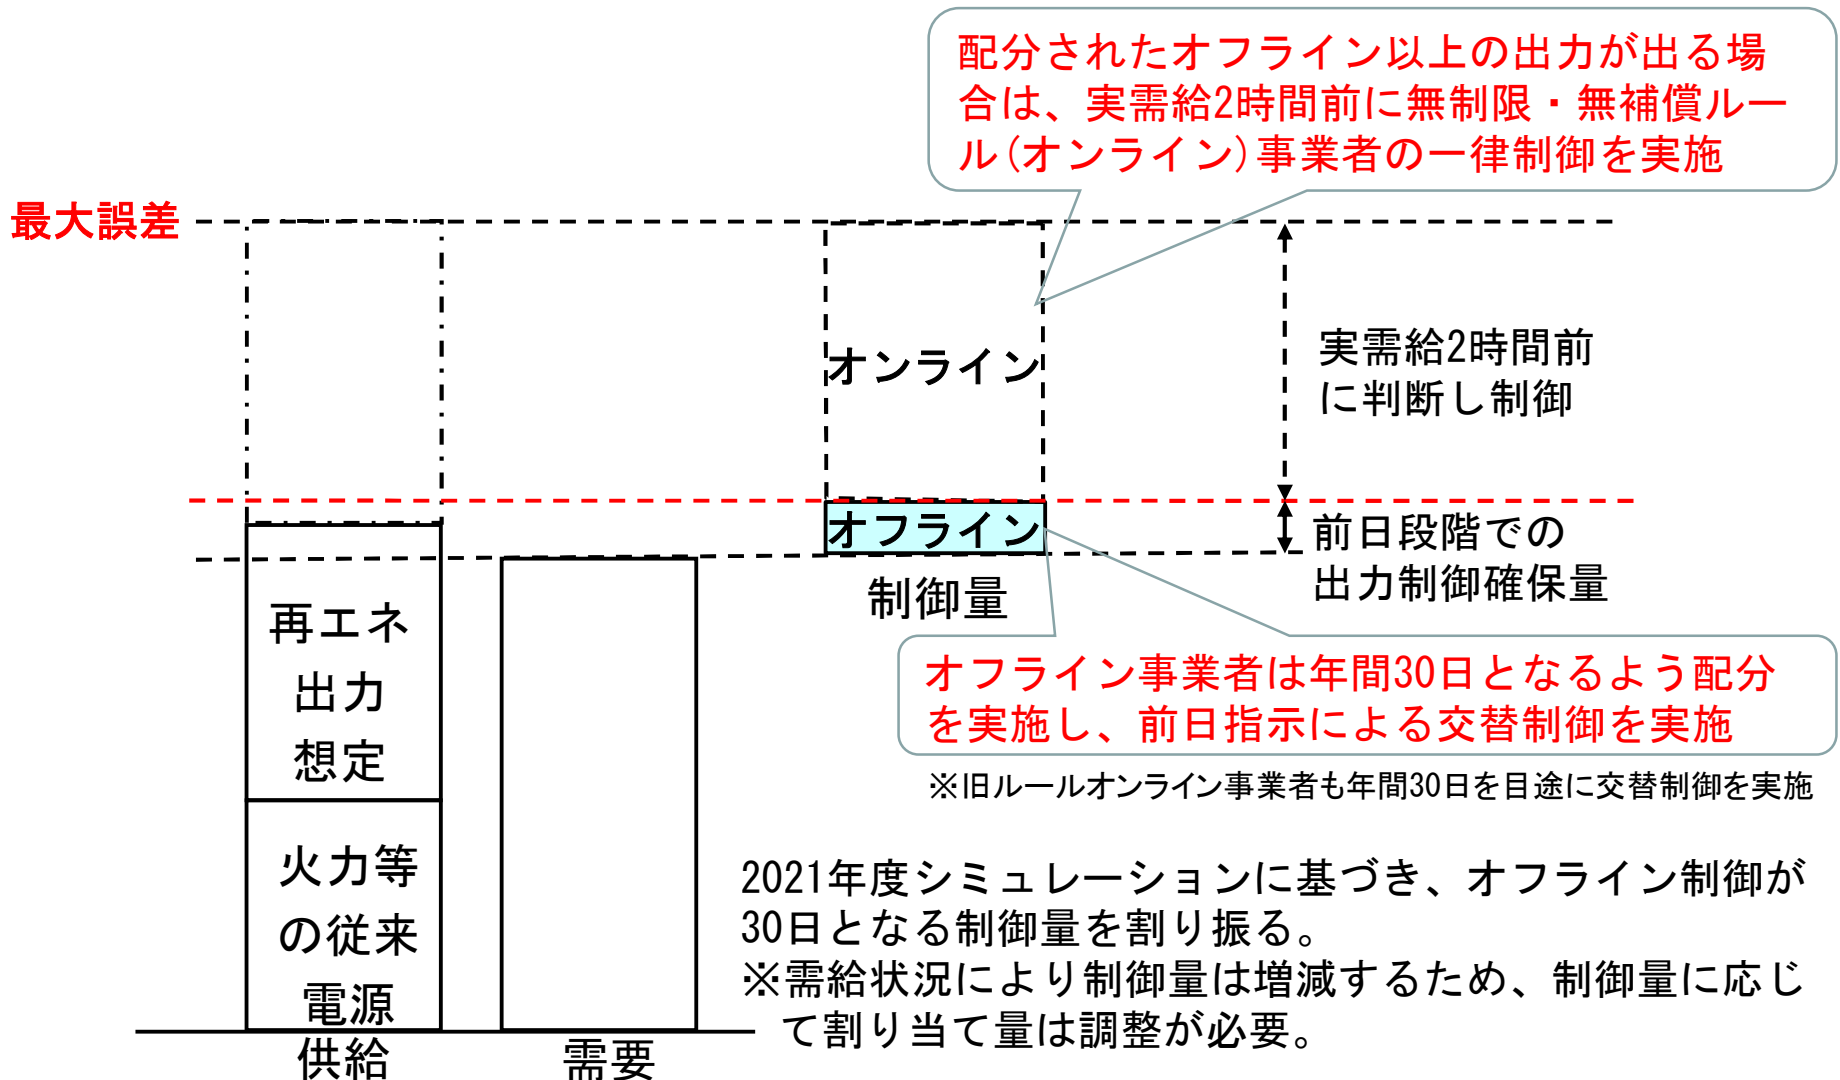 配分されたオフライン以上の出力が出る場
合は、実需給2時間前に無制限・無補償ルー
ル(オンライン)事業者の一律制御を実施
最大誤差
オンライン
実需給2時間前
に判断し制御
オフライン
前日段階での
出力制御確保量
制御量
再エネ
出力
想定
オフライン事業者は年間30日となるよう配分
を実施し、前日指示による交替制御を実施
※旧ルールオンライン事業者も年間30日を目途に交替制御を実施
火力等
の従来
電源
2021年度シミュレーションに基づき、オフライン制御が
30日となる制御量を割り振る。
※需給状況により制御量は増減するため、制御量に応じ
て割り当て量は調整が必要。
供給
需要